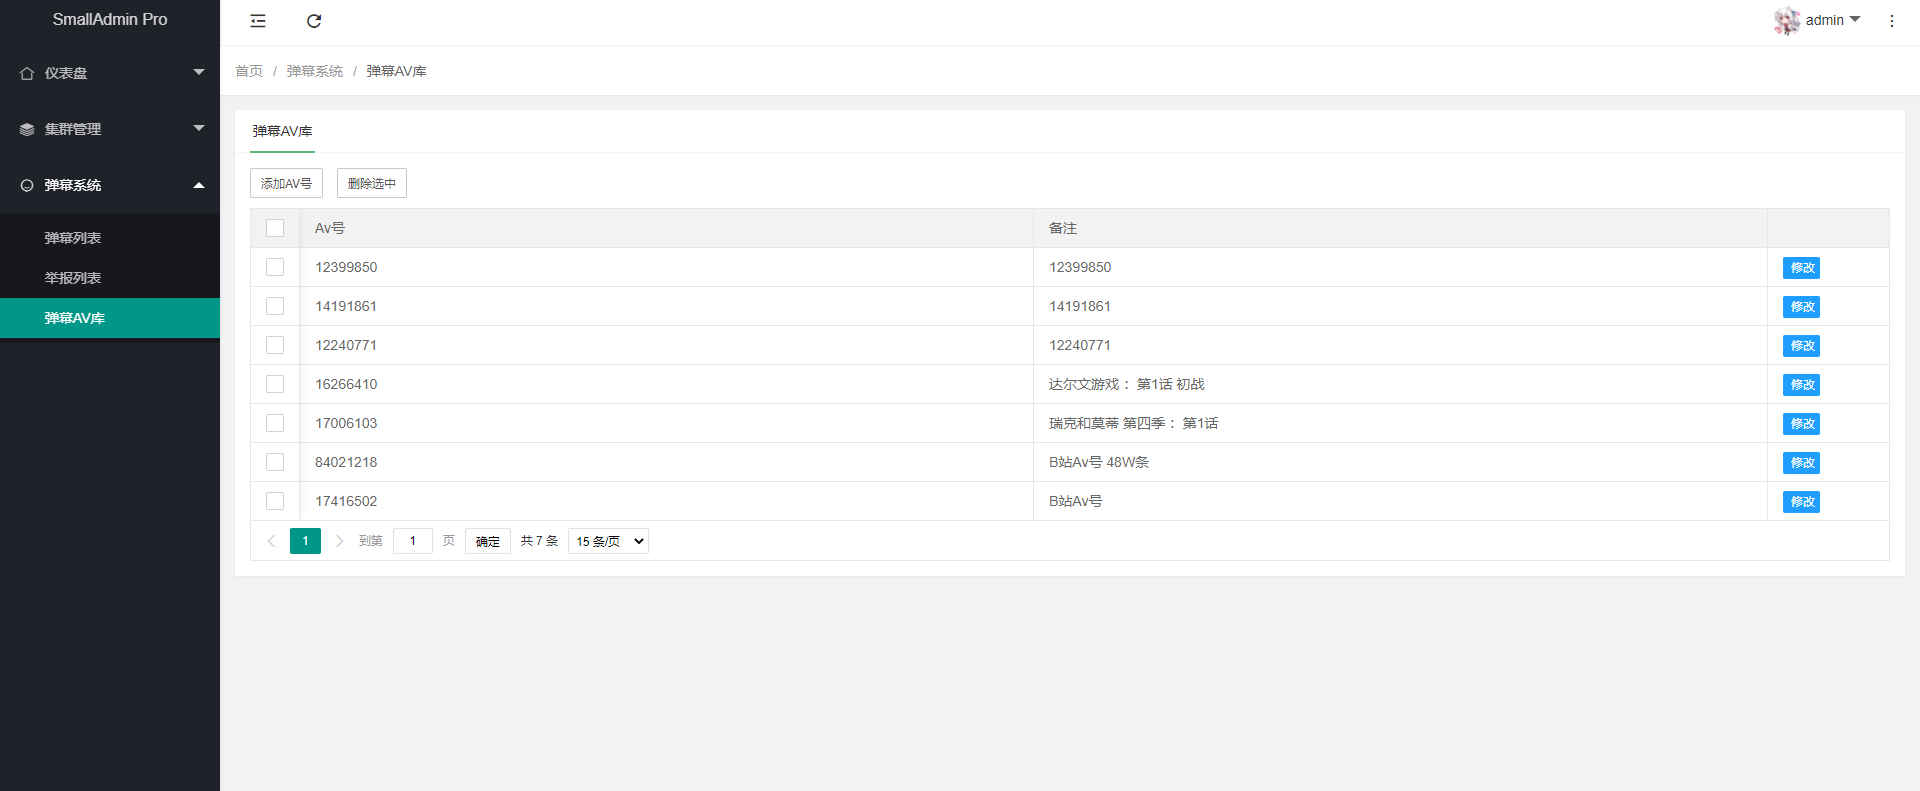 SmallAdmin Pro
admin
仪表盘
集群管理
弹幕系统
弹幕列表
举报列表
弹幕AV库
首页 / 弹幕系统 / 弹幕AV库
弹幕AV库
添加AV号 删除选中
Av号 备注
12399850 12399850 修改
14191861 14191861 修改
12240771 12240771 修改
16266410 达尔文游戏： 第1话 初战 修改
17006103 瑞克和莫蒂 第四季： 第1话 修改
84021218 B站Av号 48W条 修改
17416502 B站Av号 修改
1 到第 1 页 确定 共 7 条 15 条/页